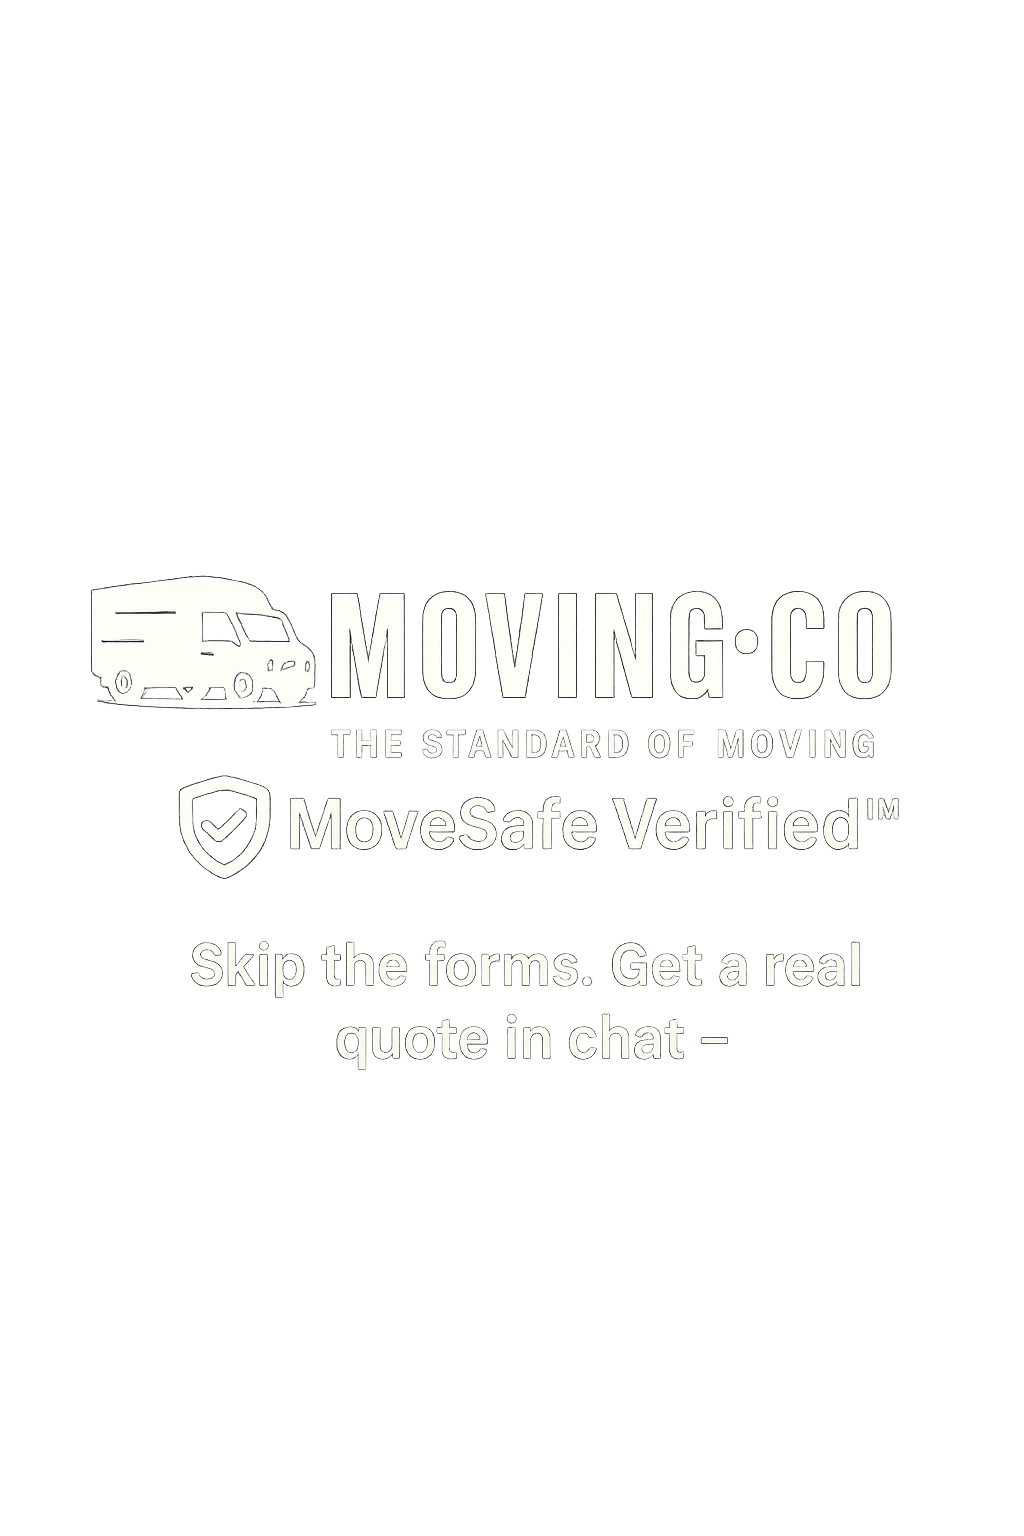 MOVING·CO
THE STANDARD OF MOVING
MoveSafe Verified™
Skip the forms. Get a real
quote in chat –